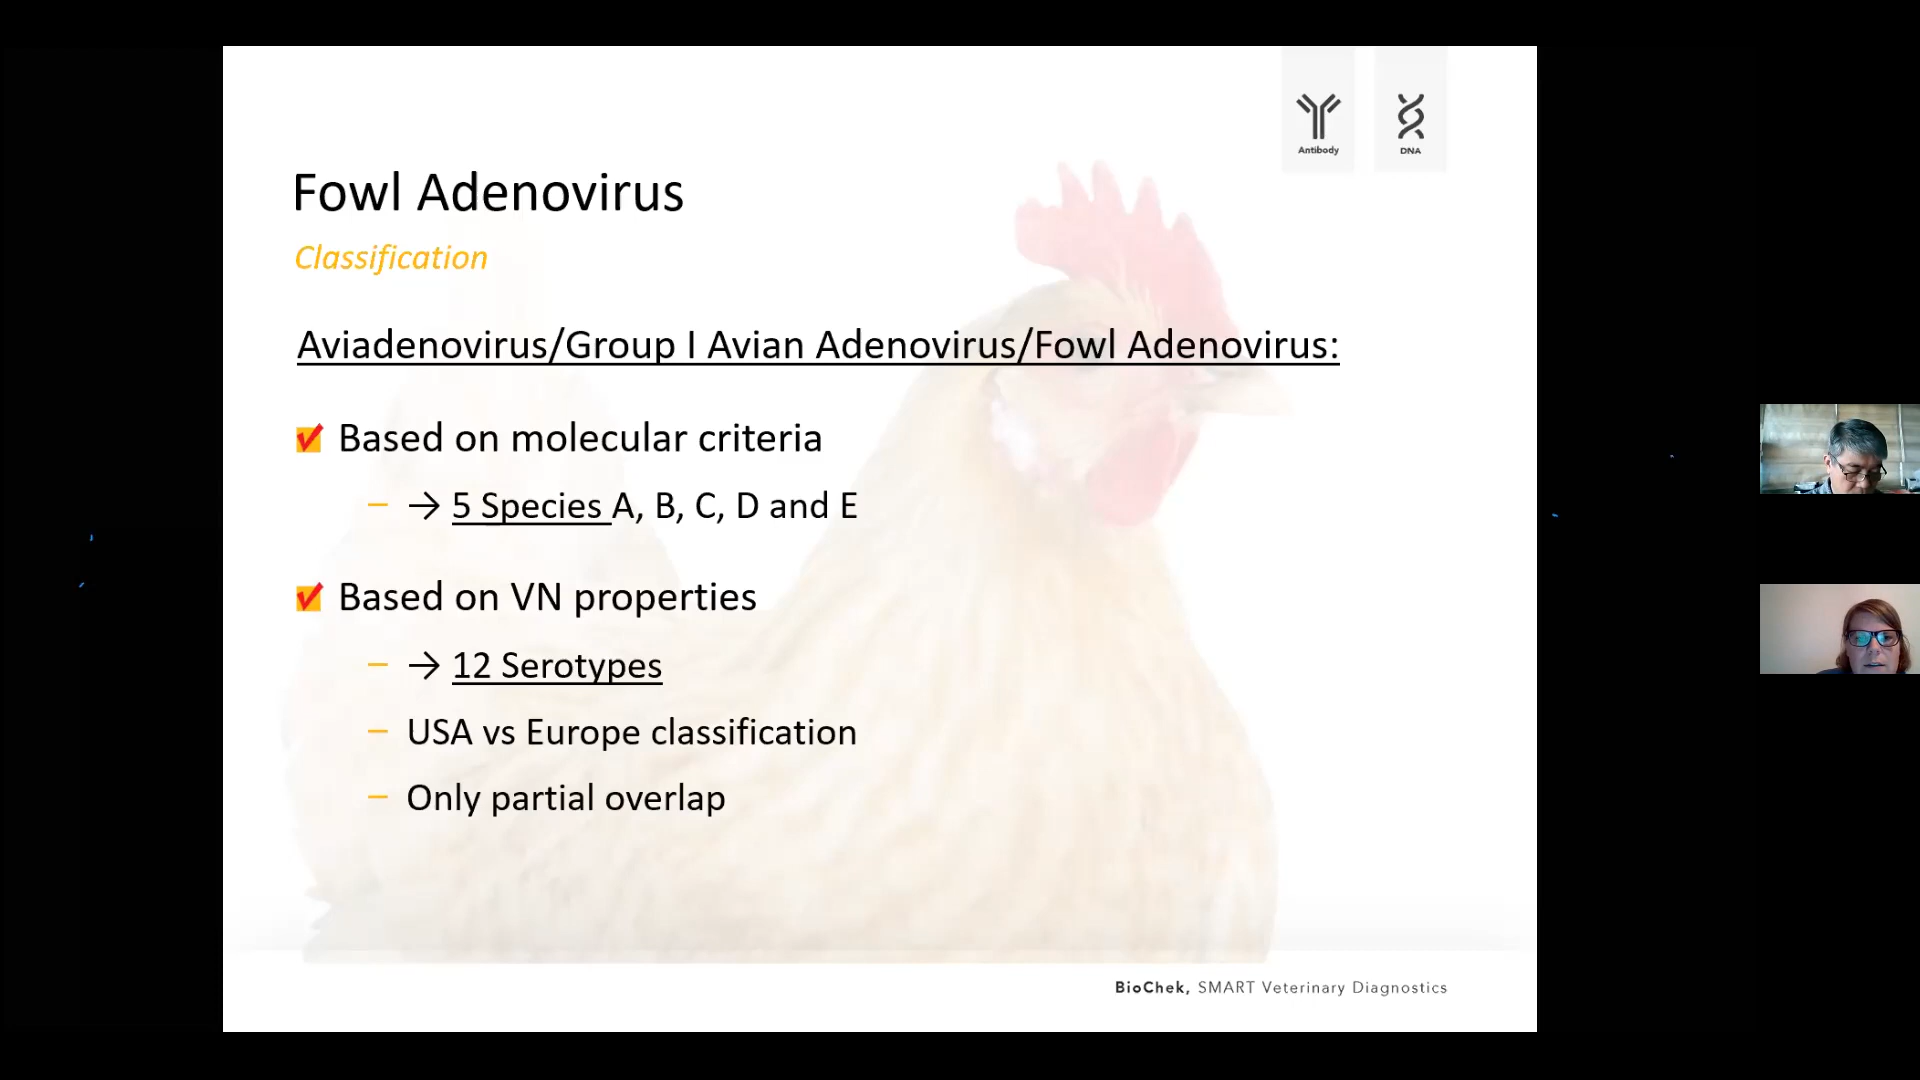 Antibody
DNA
Fowl Adenovirus
Classification
Aviadenovirus/Group I Avian Adenovirus/Fowl Adenovirus:
Based on molecular criteria
– → 5 Species A, B, C, D and E
Based on VN properties
– → 12 Serotypes
– USA vs Europe classification
– Only partial overlap
BioChek, SMART Veterinary Diagnostics